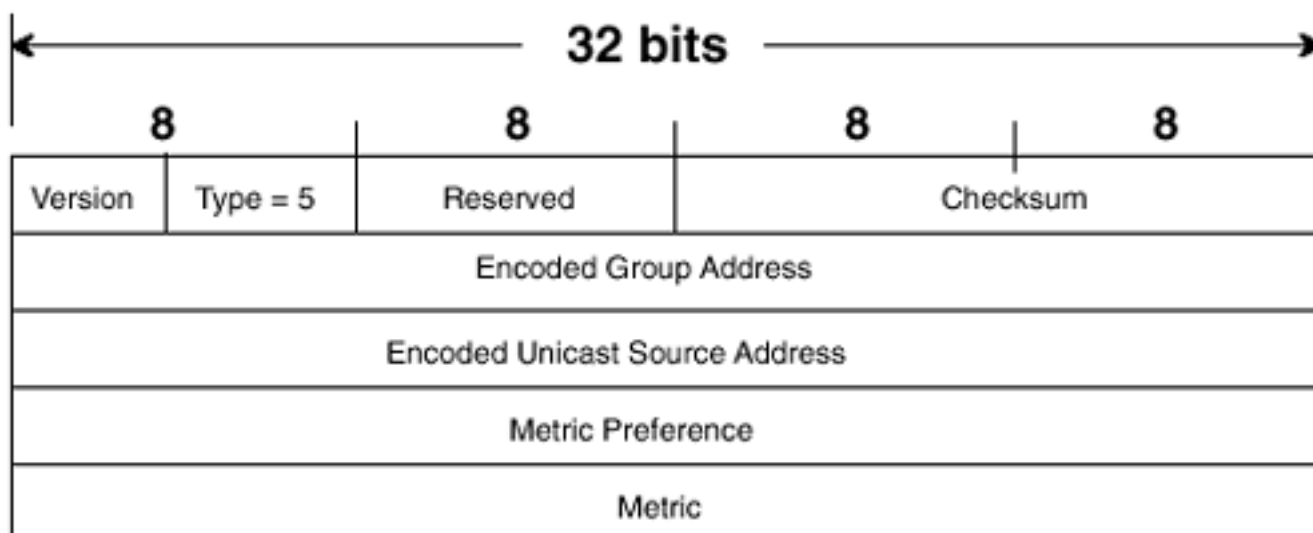 32 bits
8 8 8 8
Version Type = 5 Reserved Checksum
Encoded Group Address
Encoded Unicast Source Address
Metric Preference
Metric